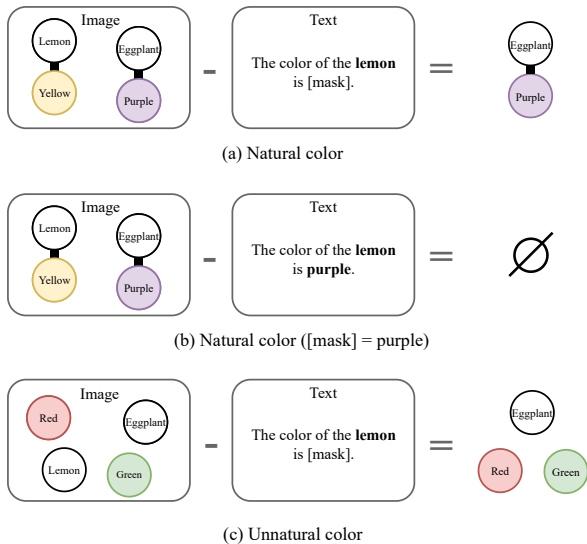 Image
Lemon
Eggplant
Yellow
Purple
-
Text
The color of the lemon
is [mask].
=
Eggplant
Purple
(a) Natural color
Image
Lemon
Eggplant
Yellow
Purple
-
Text
The color of the lemon
is purple.
=
∅
(b) Natural color ([mask] = purple)
Image
Red
Eggplant
Lemon
Green
-
Text
The color of the lemon
is [mask].
=
Eggplant
Red
Green
(c) Unnatural color